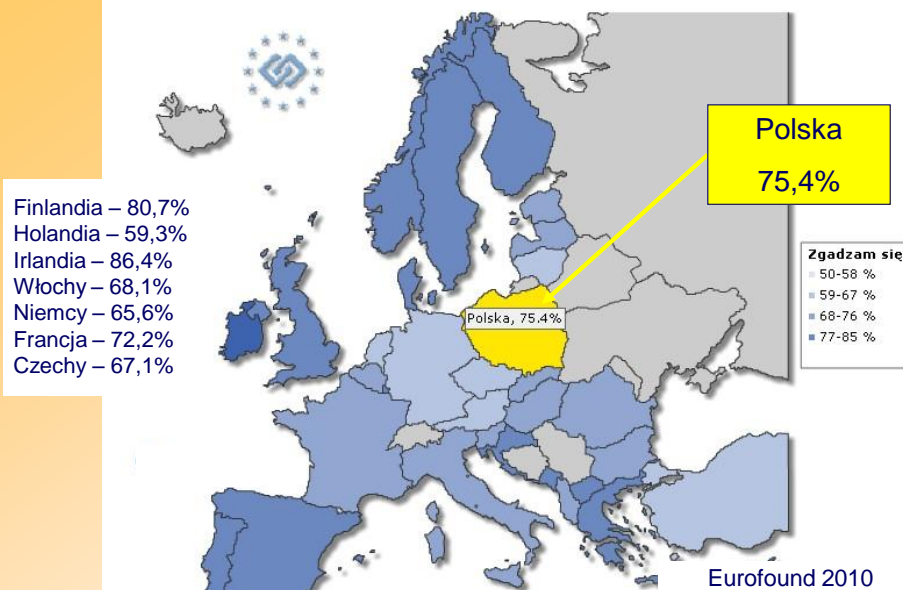 Polska
75,4%
Finlandia – 80,7%
Holandia – 59,3%
Irlandia – 86,4%
Włochy – 68,1%
Niemcy – 65,6%
Francja – 72,2%
Czechy – 67,1%
Polska, 75.4%
Zgadzam się
50-58 %
59-67 %
68-76 %
77-85 %
Eurofound 2010